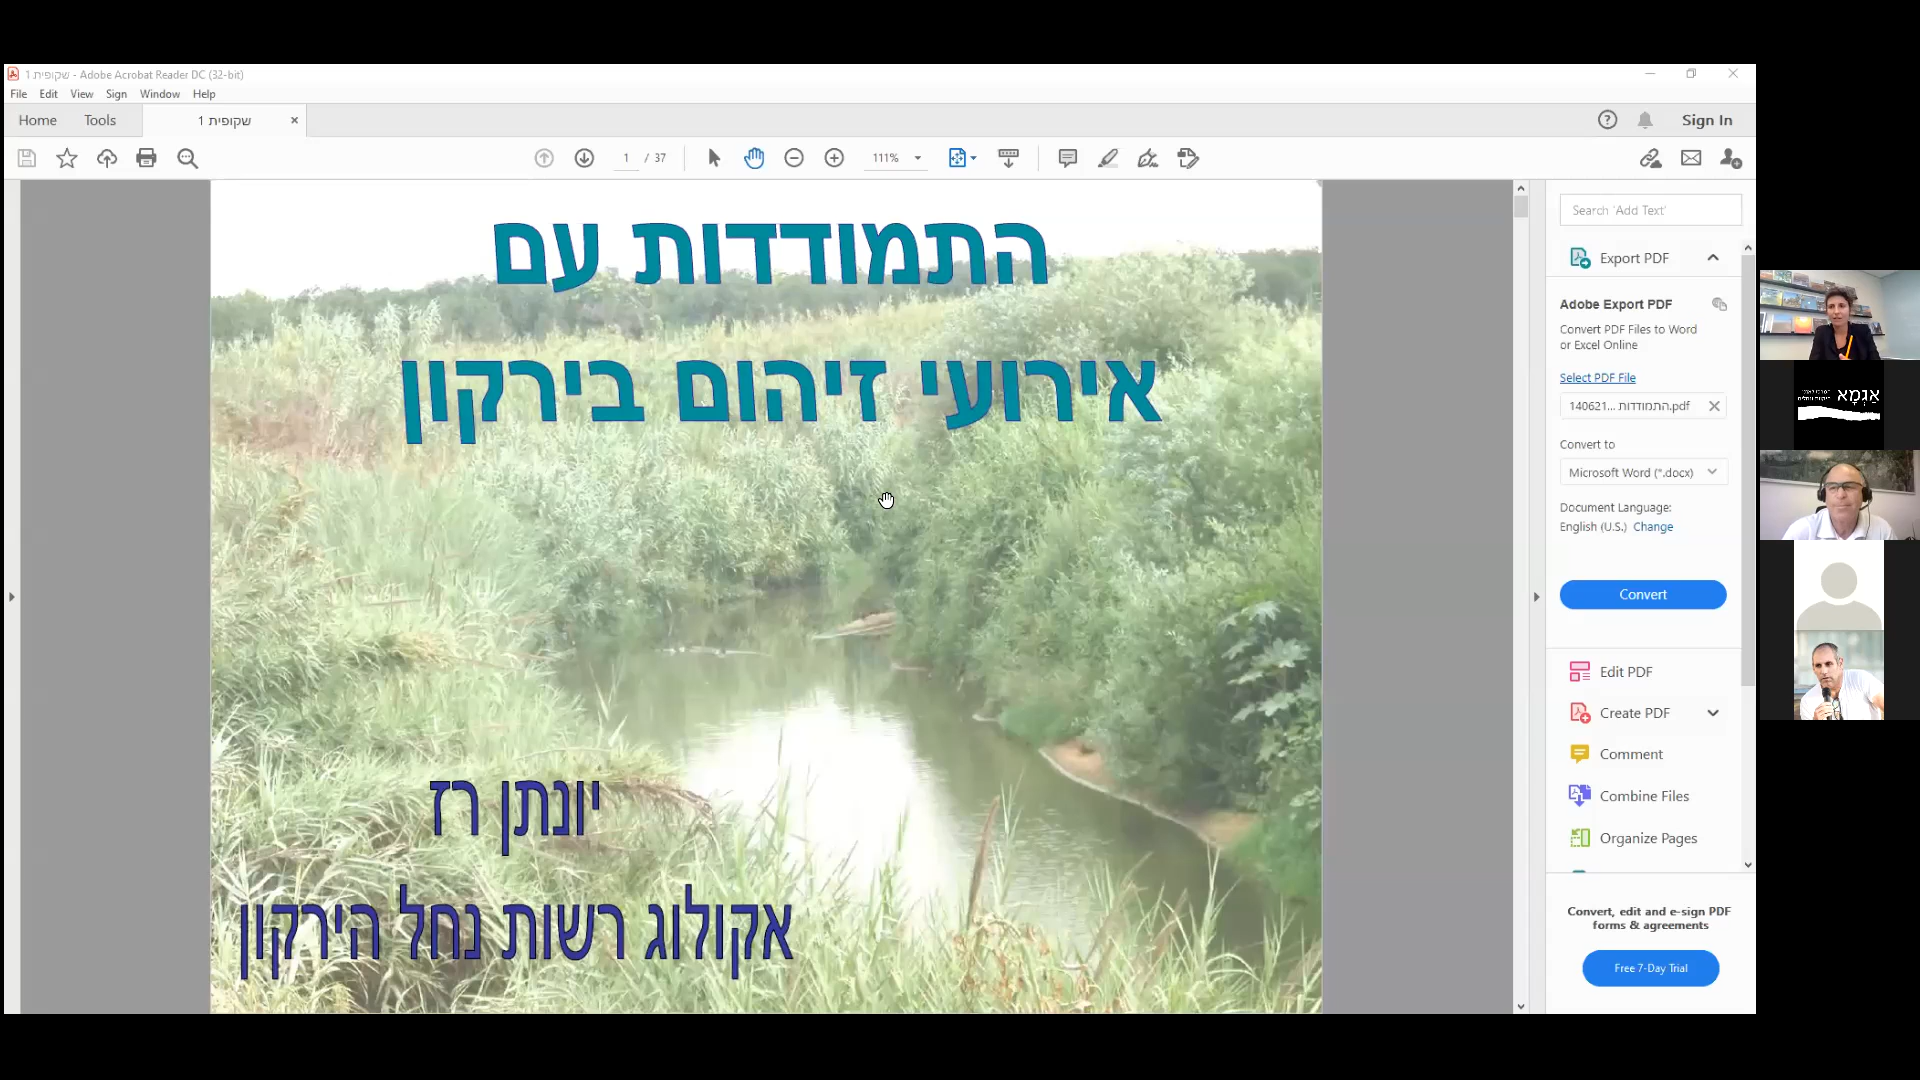 שקופית 1 - Adobe Acrobat Reader DC (32-bit)
File Edit View Sign Window Help
Home Tools שקופית 1 Sign In
1 / 37 111%
התמודדות עם
אירועי זיהום בירקון
יונתן רז
אקולוג רשות נחל הירקון
Search 'Add Text'
Export PDF
Adobe Export PDF
Convert PDF Files to Word
or Excel Online
Select PDF File
140621... התמודדות.pdf
Convert to
Microsoft Word (*.docx)
Document Language:
English (U.S.) Change
Convert
Edit PDF
Create PDF
Comment
Combine Files
Organize Pages
Convert, edit and e-sign PDF
forms & agreements
Free 7-Day Trial
אגמא